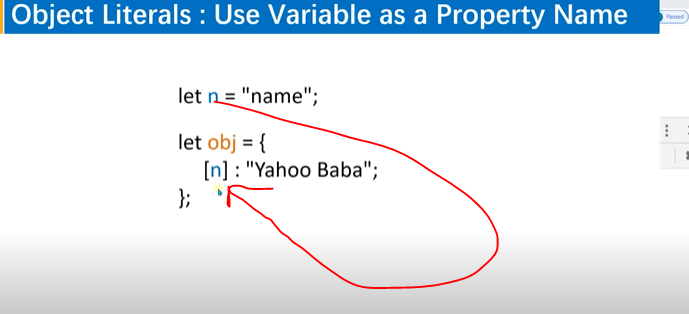 Object Literals : Use Variable as a Property Name
Paused
let n = "name";
let obj = {
[n] : "Yahoo Baba";
};